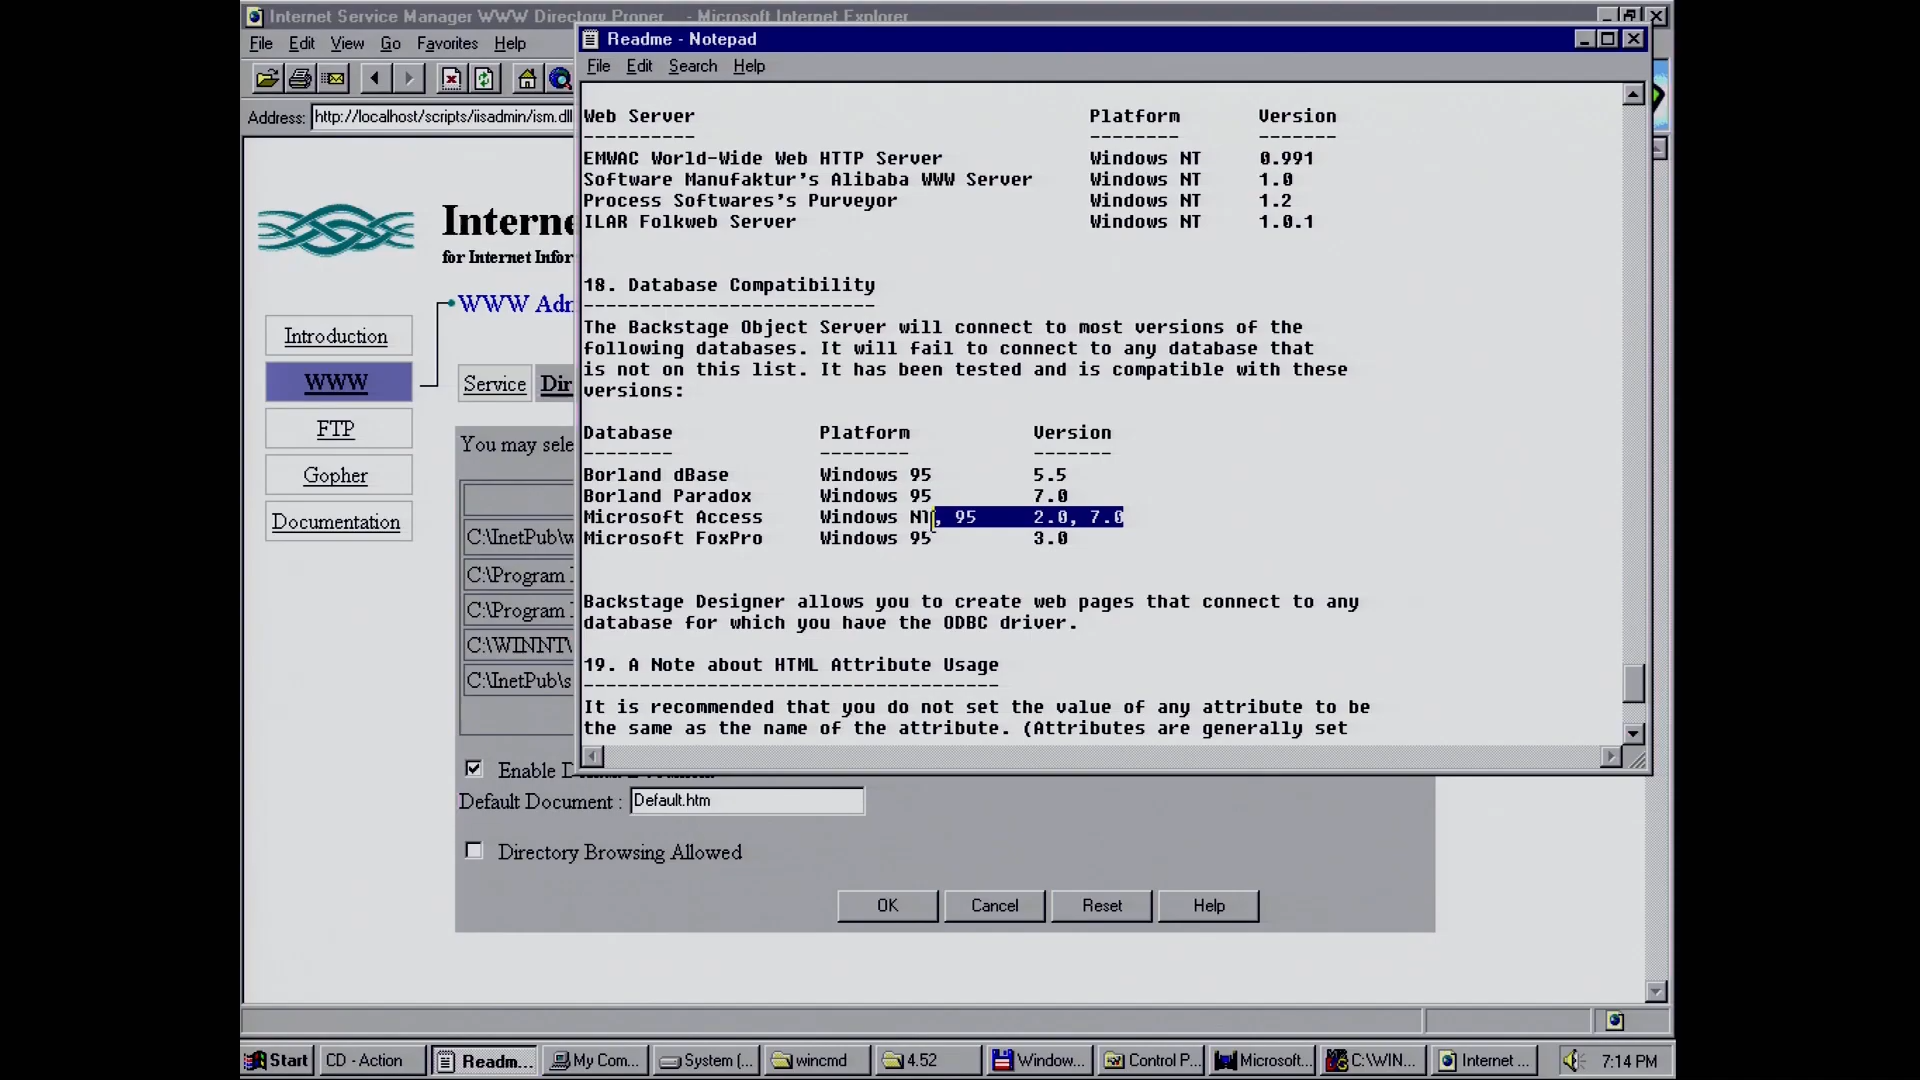 Internet Service Manager WWW Directory Proper... - Microsoft Internet Explorer
File Edit View Go Favorites Help
Address: http://localhost/scripts/iisadmin/ism.dll
Interne
for Internet Infor
WWW Adm
Introduction
WWW
FTP
Gopher
Documentation
Service Dir
You may sele
C:\InetPub\w
C:\Program
C:\Program
C:\WINNT\
C:\InetPub\s
Enable D
Default Document : Default.htm
Directory Browsing Allowed
OK Cancel Reset Help
Readme - Notepad
File Edit Search Help
Web Server Platform Version
---------- -------- -------
EMWAC World-Wide Web HTTP Server Windows NT 0.991
Software Manufaktur's Alibaba WWW Server Windows NT 1.0
Process Softwares's Purveyor Windows NT 1.2
ILAR Folkweb Server Windows NT 1.0.1
18. Database Compatibility
--------------------------
The Backstage Object Server will connect to most versions of the
following databases. It will fail to connect to any database that
is not on this list. It has been tested and is compatible with these
versions:
Database Platform Version
-------- -------- -------
Borland dBase Windows 95 5.5
Borland Paradox Windows 95 7.0
Microsoft Access Windows NT, 95 2.0, 7.0
Microsoft FoxPro Windows 95 3.0
Backstage Designer allows you to create web pages that connect to any
database for which you have the ODBC driver.
19. A Note about HTML Attribute Usage
-------------------------------------
It is recommended that you do not set the value of any attribute to be
the same as the name of the attribute. (Attributes are generally set
Start CD - Action Readm... My Com... System (... wincmd 4.52 Window... Control P... Microsoft... C:\WIN... Internet ... 7:14 PM